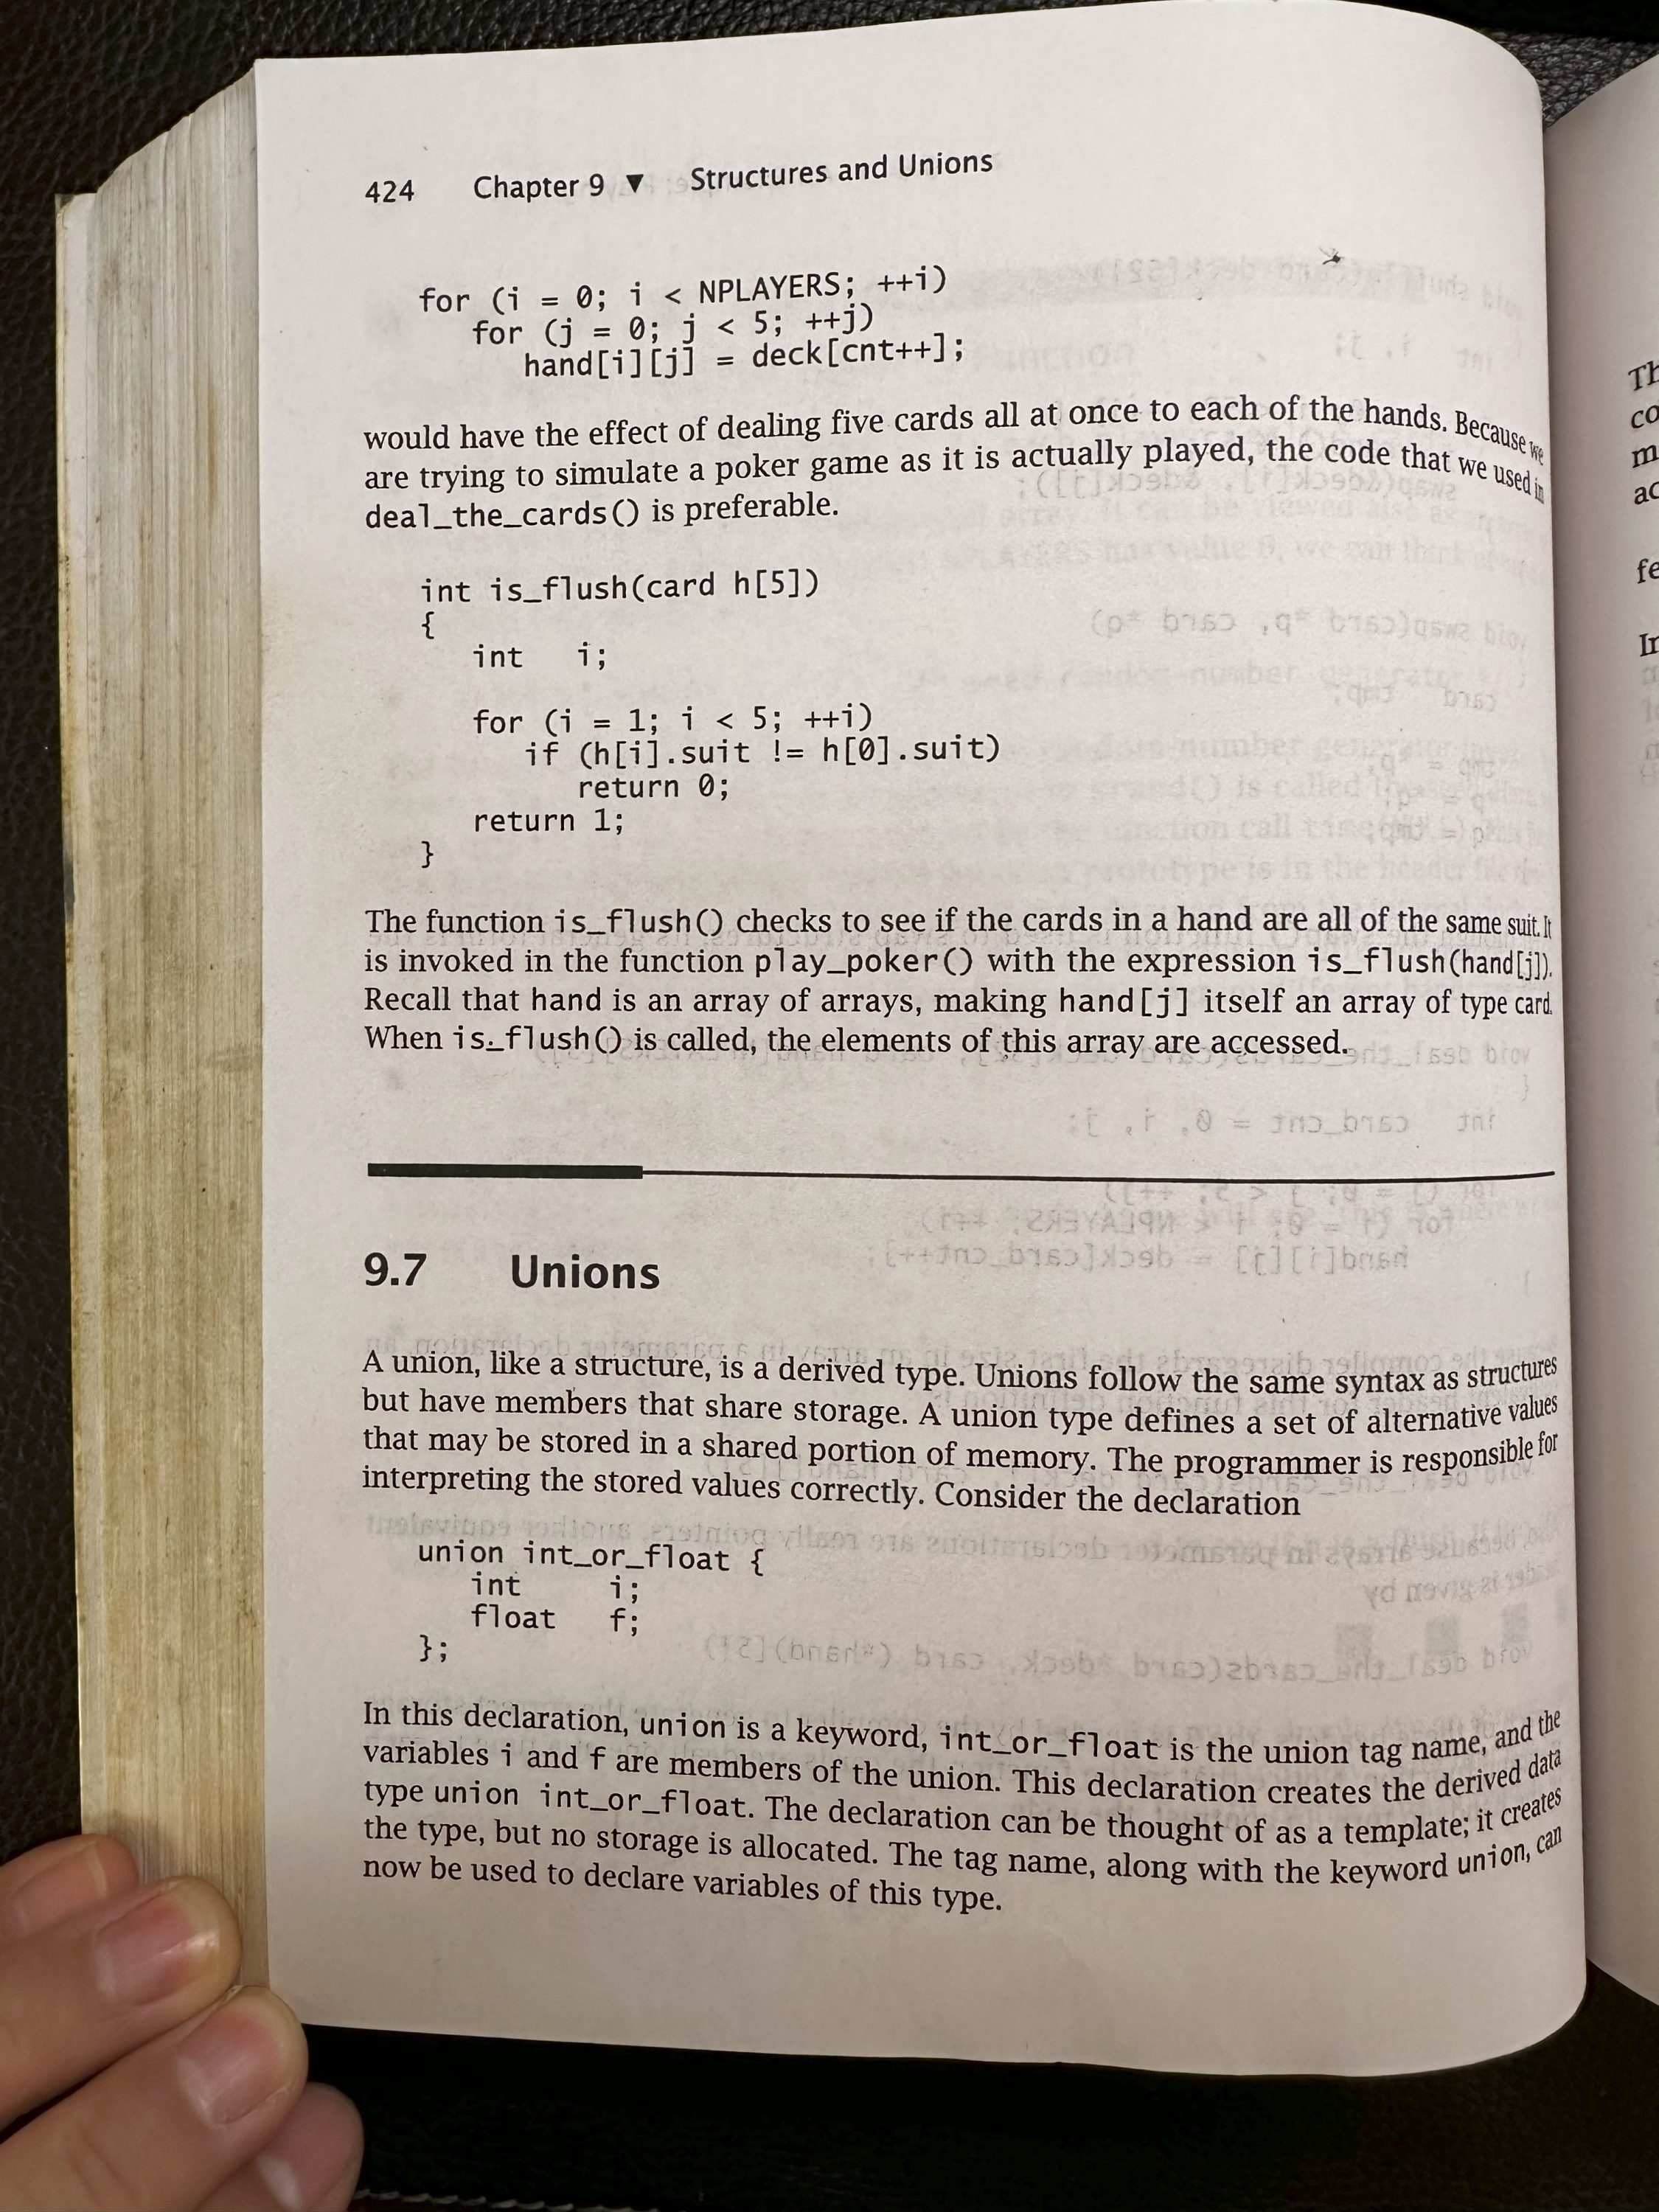 424 Chapter 9 ▼ Structures and Unions
for (i = 0; i < NPLAYERS; ++i)
for (j = 0; j < 5; ++j)
hand[i][j] = deck[cnt++];
would have the effect of dealing five cards all at once to each of the hands. Because we
are trying to simulate a poker game as it is actually played, the code that we used in
deal_the_cards() is preferable.
int is_flush(card h[5])
{
int i;
for (i = 1; i < 5; ++i)
if (h[i].suit != h[0].suit)
return 0;
return 1;
}
The function is_flush() checks to see if the cards in a hand are all of the same suit. It
is invoked in the function play_poker() with the expression is_flush(hand[j]).
Recall that hand is an array of arrays, making hand[j] itself an array of type card.
When is_flush() is called, the elements of this array are accessed.
9.7 Unions
A union, like a structure, is a derived type. Unions follow the same syntax as structures
but have members that share storage. A union type defines a set of alternative values
that may be stored in a shared portion of memory. The programmer is responsible for
interpreting the stored values correctly. Consider the declaration
union int_or_float {
int i;
float f;
};
In this declaration, union is a keyword, int_or_float is the union tag name, and the
variables i and f are members of the union. This declaration creates the derived data
type union int_or_float. The declaration can be thought of as a template; it creates
the type, but no storage is allocated. The tag name, along with the keyword union, can
now be used to declare variables of this type.